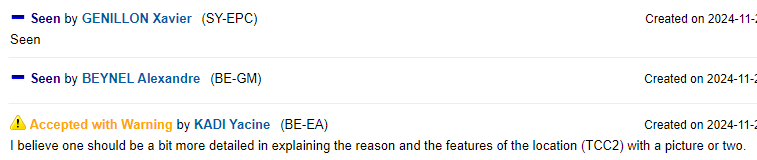 Seen by GENILLON Xavier (SY-EPC) Created on 2024-11-2
Seen
Seen by BEYNEL Alexandre (BE-GM) Created on 2024-11-2
Accepted with Warning by KADI Yacine (BE-EA) Created on 2024-11-2
I believe one should be a bit more detailed in explaining the reason and the features of the location (TCC2) with a picture or two.